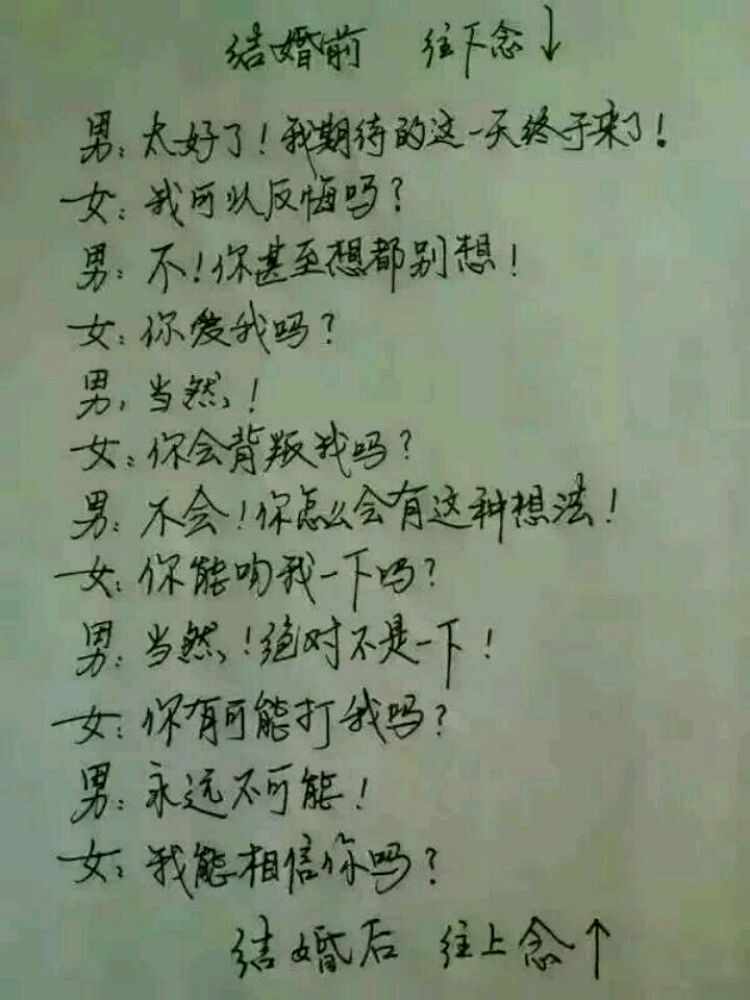 结婚前 往下念↓
男：太好了！我期待的这一天终于来了！
女：我可以反悔吗？
男：不！你甚至想都别想！
女：你爱我吗？
男：当然！
女：你会背叛我吗？
男：不会！你怎么会有这种想法！
女：你能吻我一下吗？
男：当然！绝对不是一下！
女：你有可能打我吗？
男：永远不可能！
女：我能相信你吗？
结婚后 往上念↑